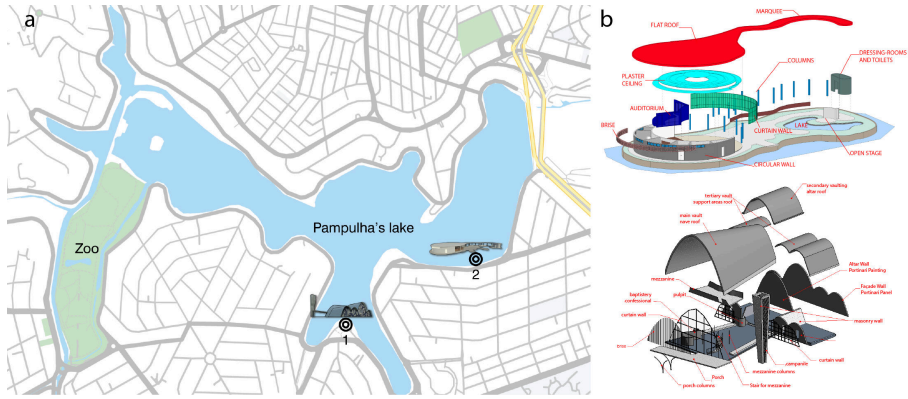 a
Zoo
Pampulha's lake
1
2
b
MARQUEE
FLAT ROOF
COLUMNS
DRESSING-ROOMS
AND TOILETS
PLASTER
CEILING
AUDITORIUM
BRISE
LAKE
CURTAIN WALL
OPEN STAGE
CIRCULAR WALL
secondary vaulting
altar roof
tertiary vault
support areas roof
main vault
nave roof
Altar Wall
Portinari Painting
mezzanine
Façade Wall
Portinari Panel
pulpit
baptistery
confessional
curtain wall
masonry wall
curtain wall
campanile
mezzanine columns
Porch
porch columns
Stair for mezzanine